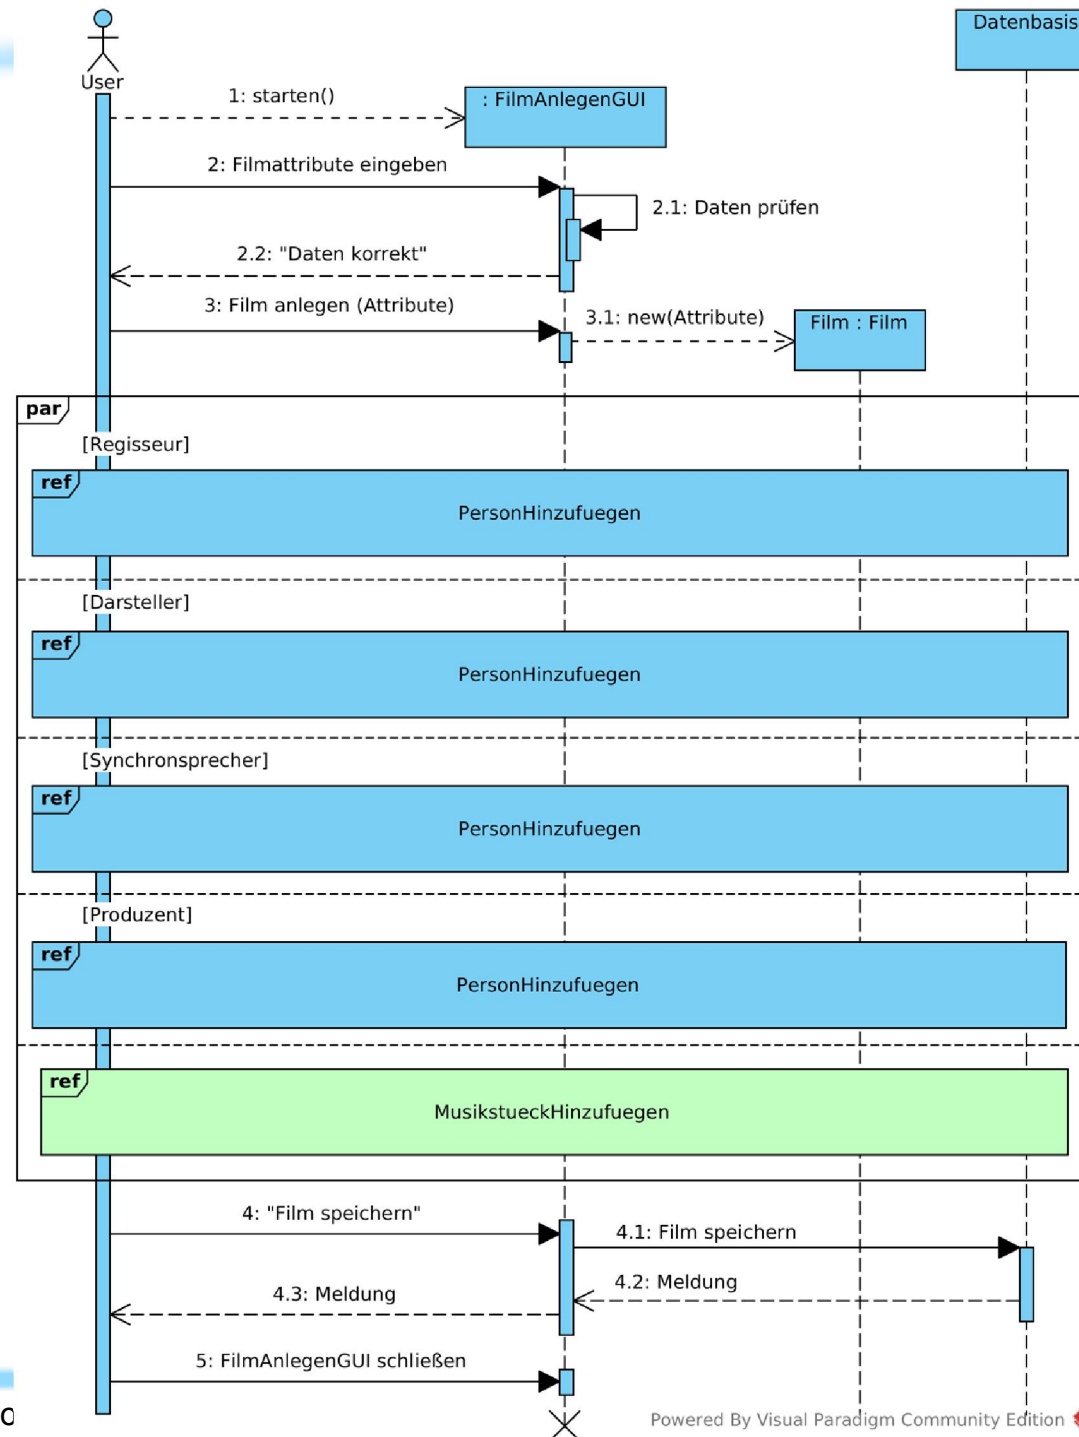 Datenbasis
User
1: starten()
: FilmAnlegenGUI
2: Filmattribute eingeben
2.1: Daten prüfen
2.2: "Daten korrekt"
3: Film anlegen (Attribute)
3.1: new(Attribute)
Film : Film
par
[Regisseur]
ref
PersonHinzufuegen
[Darsteller]
ref
PersonHinzufuegen
[Synchronsprecher]
ref
PersonHinzufuegen
[Produzent]
ref
PersonHinzufuegen
ref
MusikstueckHinzufuegen
4: "Film speichern"
4.1: Film speichern
4.2: Meldung
4.3: Meldung
5: FilmAnlegenGUI schließen
Powered By Visual Paradigm Community Edition